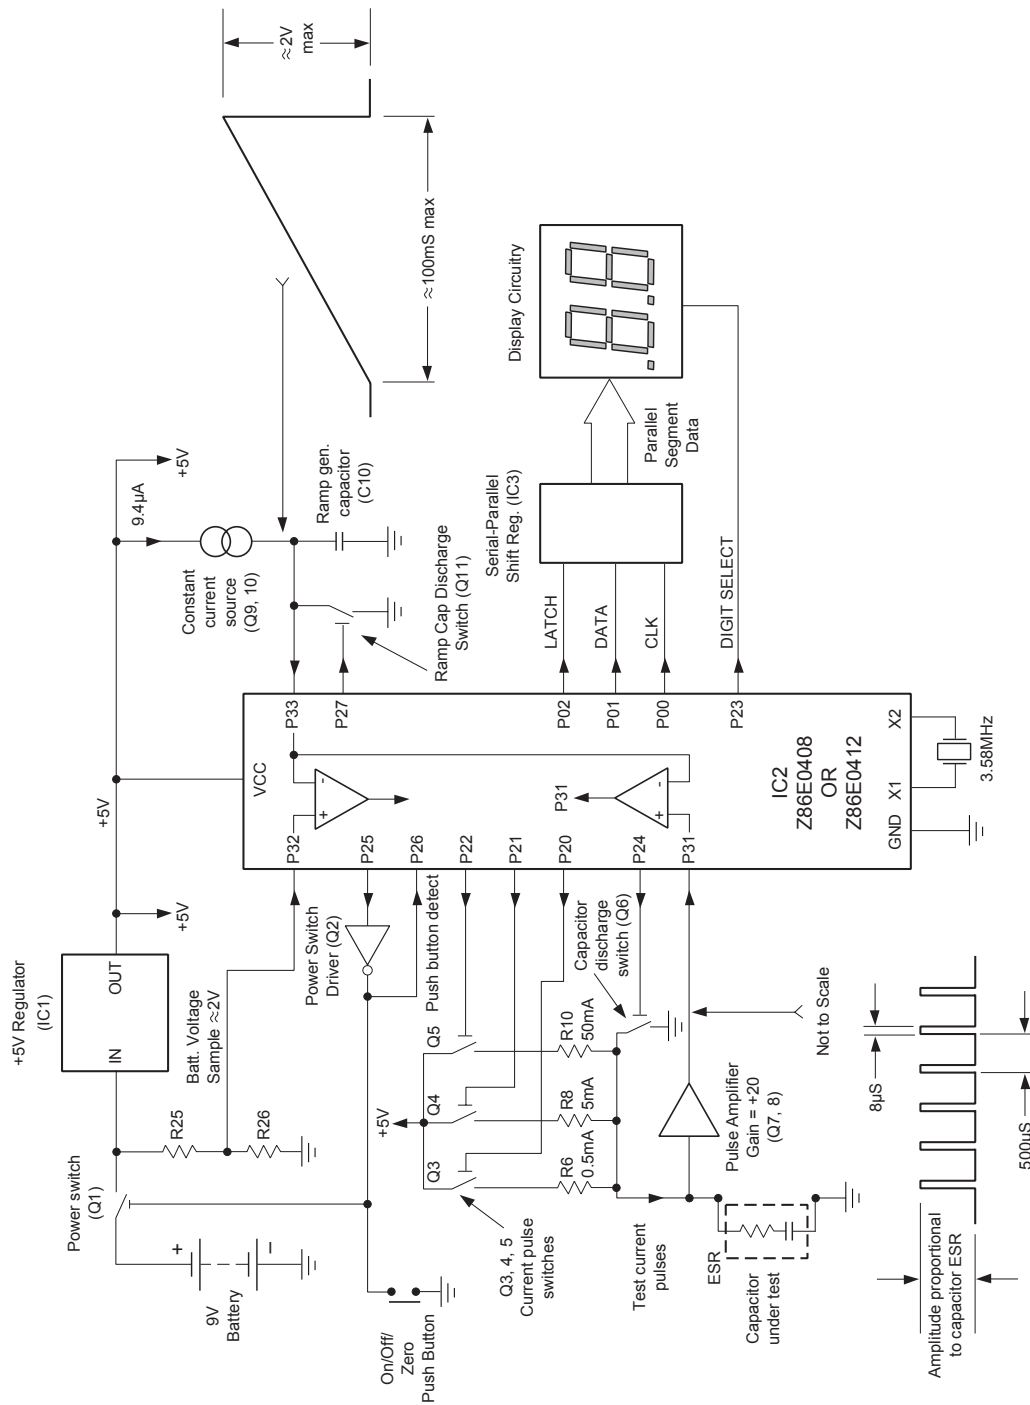 +5V Regulator
(IC1)
IN
OUT
+5V
+5V
+5V
9.4µA
Power switch
(Q1)
R25
R26
Batt. Voltage
Sample ≈2V
+
–
9V
Battery
On/Off/
Zero
Push Button
Constant
current
source
(Q9, 10)
Ramp gen.
capacitor
(C10)
Ramp Cap Discharge
Switch (Q11)
≈2V
max
≈100mS max
VCC
P32
P25
P26
P22
P21
P20
P24
P31
P33
P27
P02
P01
P00
P23
+
-
+
-
P31
IC2
Z86E0408
OR
Z86E0412
GND
X1
X2
3.58MHz
Power Switch
Driver (Q2)
Push button detect
+5V
Q3
Q4
Q5
Q3, 4, 5
Current pulse
switches
R6
0.5mA
R8
5mA
R10
50mA
Capacitor
discharge
switch (Q6)
Test current
pulses
Pulse Amplifier
Gain = +20
(Q7, 8)
ESR
Capacitor
under test
Not to Scale
LATCH
DATA
CLK
DIGIT SELECT
Serial-Parallel
Shift Reg. (IC3)
Parallel
Segment
Data
Display Circuitry
8.8.
Amplitude proportional
to capacitor ESR
8µS
500µS